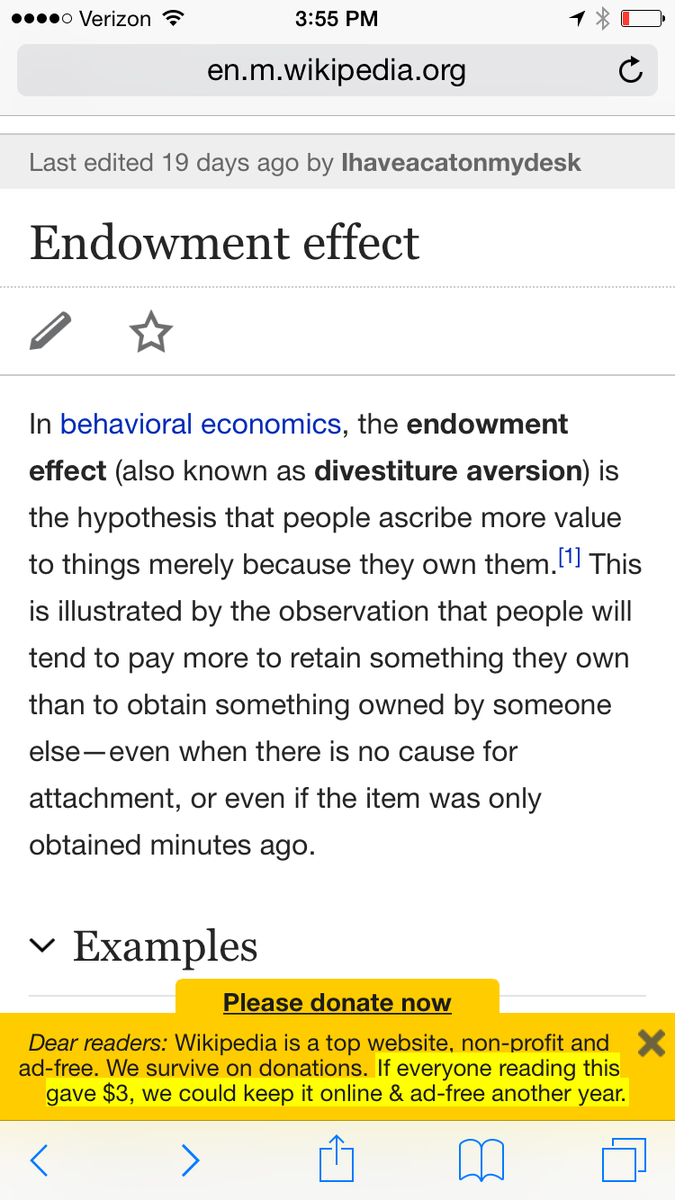 Verizon 3:55 PM
en.m.wikipedia.org
Last edited 19 days ago by Ihaveacatonmydesk
Endowment effect
In behavioral economics, the endowment
effect (also known as divestiture aversion) is
the hypothesis that people ascribe more value
to things merely because they own them.[1] This
is illustrated by the observation that people will
tend to pay more to retain something they own
than to obtain something owned by someone
else—even when there is no cause for
attachment, or even if the item was only
obtained minutes ago.
Examples
Please donate now
Dear readers: Wikipedia is a top website, non-profit and
ad-free. We survive on donations. If everyone reading this
gave $3, we could keep it online & ad-free another year.